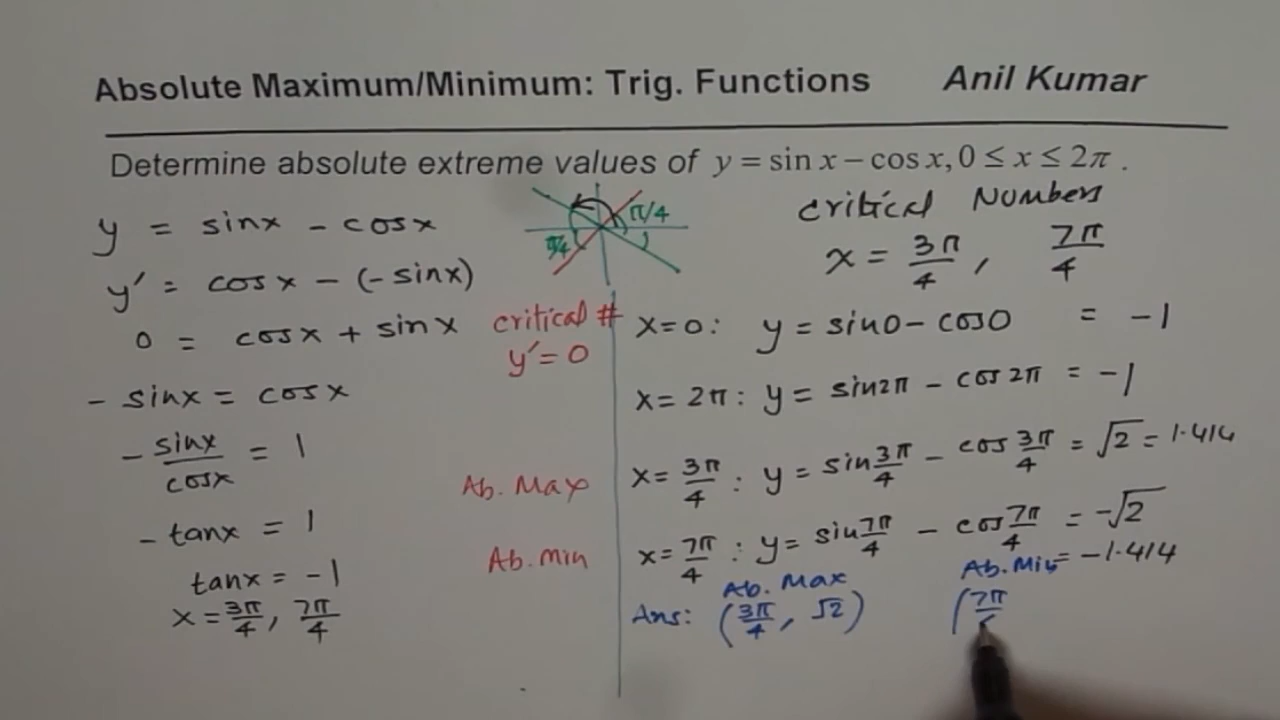 Absolute Maximum/Minimum: Trig. Functions Anil Kumar
Determine absolute extreme values of y = sin x − cos x, 0 ≤ x ≤ 2π .
y = sinx - cosx
y' = cosx - (-sinx)
0 = cosx + sinx
critical #
y' = 0
- sinx = cosx
- sinx/cosx = 1
- tanx = 1
tanx = -1
x = 3π/4, 7π/4
π/4
π/4
critical Numbers
x = 3π/4 , 7π/4
x=0: y = sin0 - cos0 = -1
x = 2π : y = sin2π - cos2π = -1
Ab. Max
x = 3π/4 : y = sin 3π/4 - cos 3π/4 = √2 = 1.414
Ab. min
x = 7π/4 : y = sin 7π/4 - cos 7π/4 = -√2
= -1.414
Ab. Max Ab. Min
Ans: (3π/4, √2) (7π